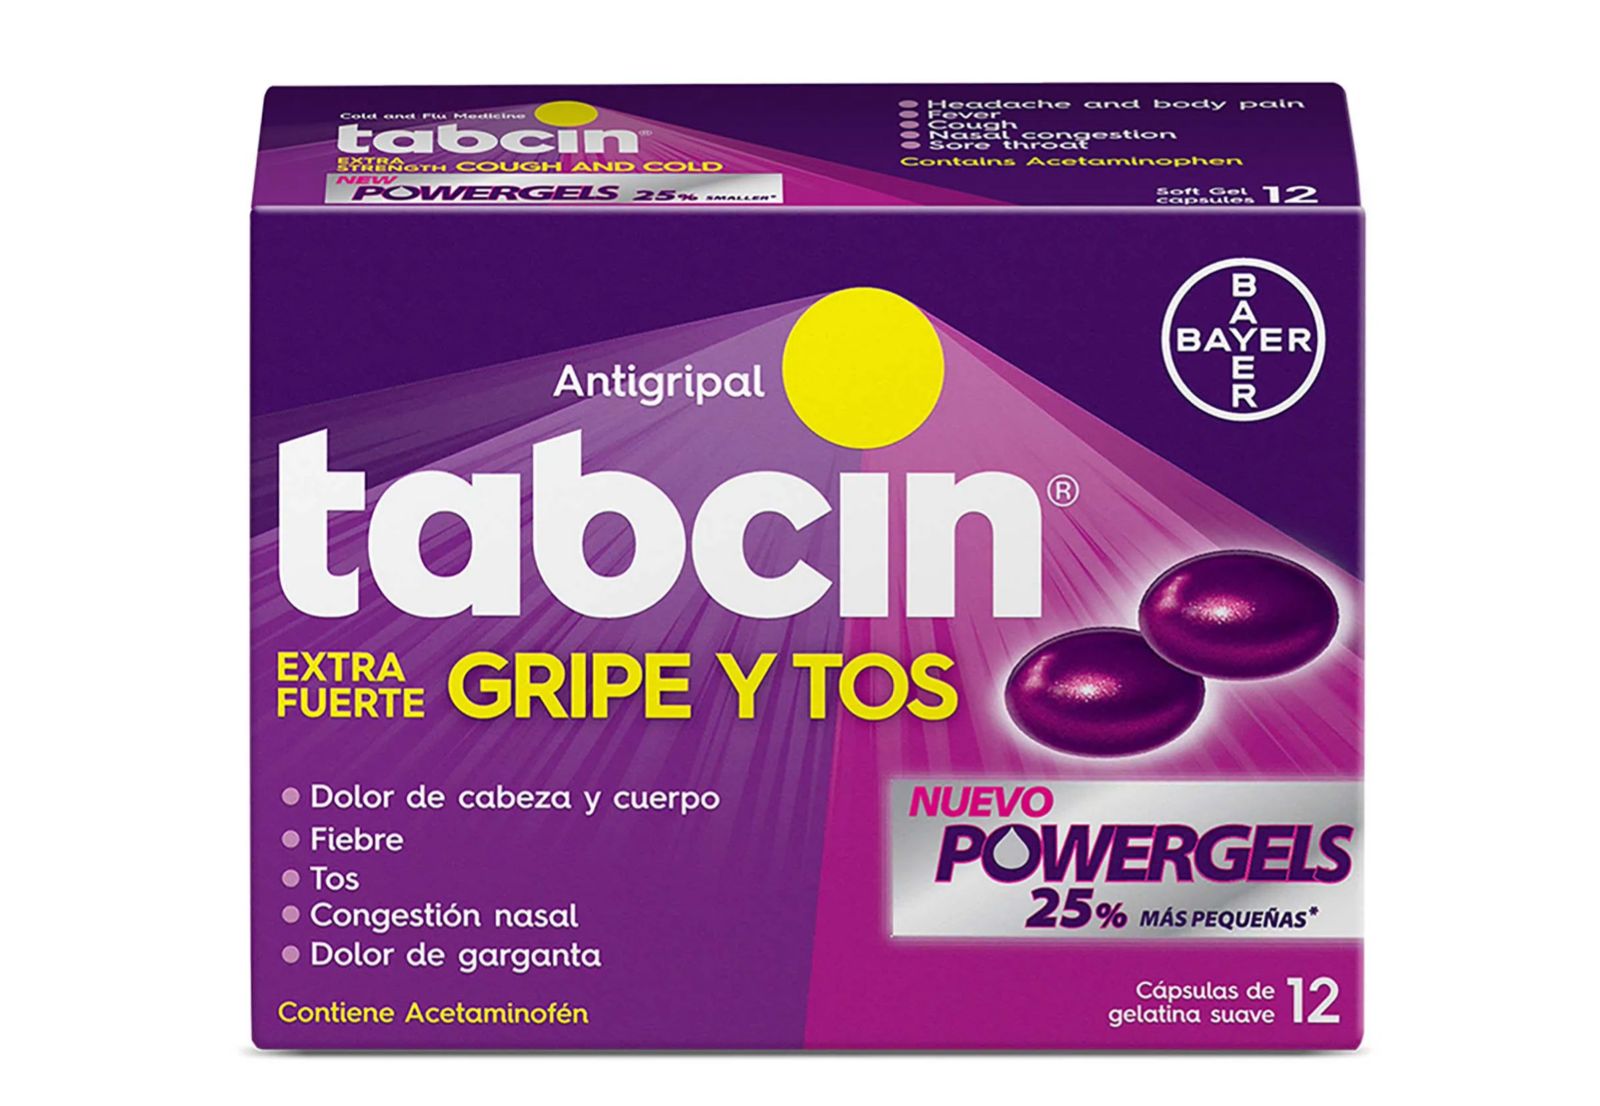 Cold and Flu Medicine
tabcin®
EXTRA
STRENGTH COUGH AND COLD
NEW
POWERGELS 25% SMALLER*
Headache and body pain
Fever
Cough
Nasal congestion
Sore throat
Contains Acetaminophen
Soft Gel
capsules 12
BAYER
BAYER
Antigripal
tabcin®
EXTRA
FUERTE GRIPE Y TOS
Dolor de cabeza y cuerpo
Fiebre
Tos
Congestión nasal
Dolor de garganta
Contiene Acetaminofén
NUEVO
POWERGELS
25% MÁS PEQUEÑAS*
Cápsulas de
gelatina suave 12